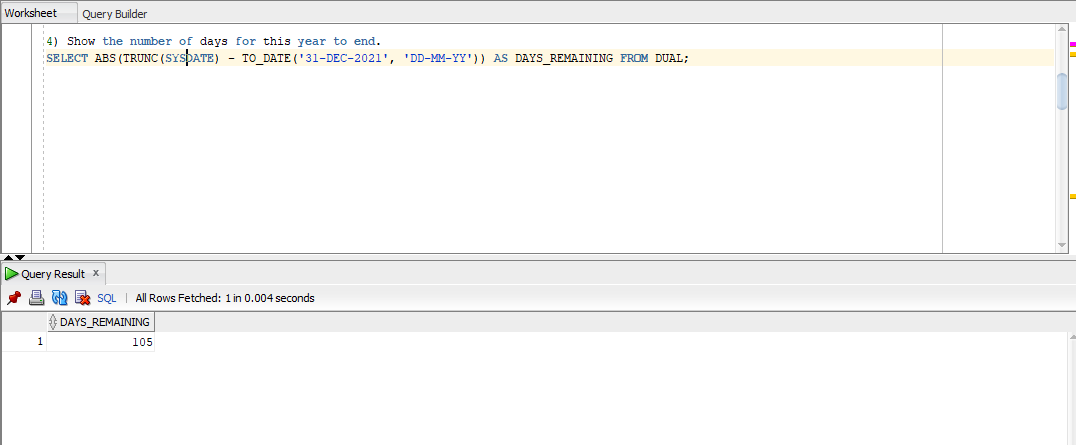 Worksheet Query Builder
4) Show the number of days for this year to end.
SELECT ABS(TRUNC(SYSDATE) - TO_DATE('31-DEC-2021', 'DD-MM-YY')) AS DAYS_REMAINING FROM DUAL;
Query Result x
SQL | All Rows Fetched: 1 in 0.004 seconds
DAYS_REMAINING
1 105